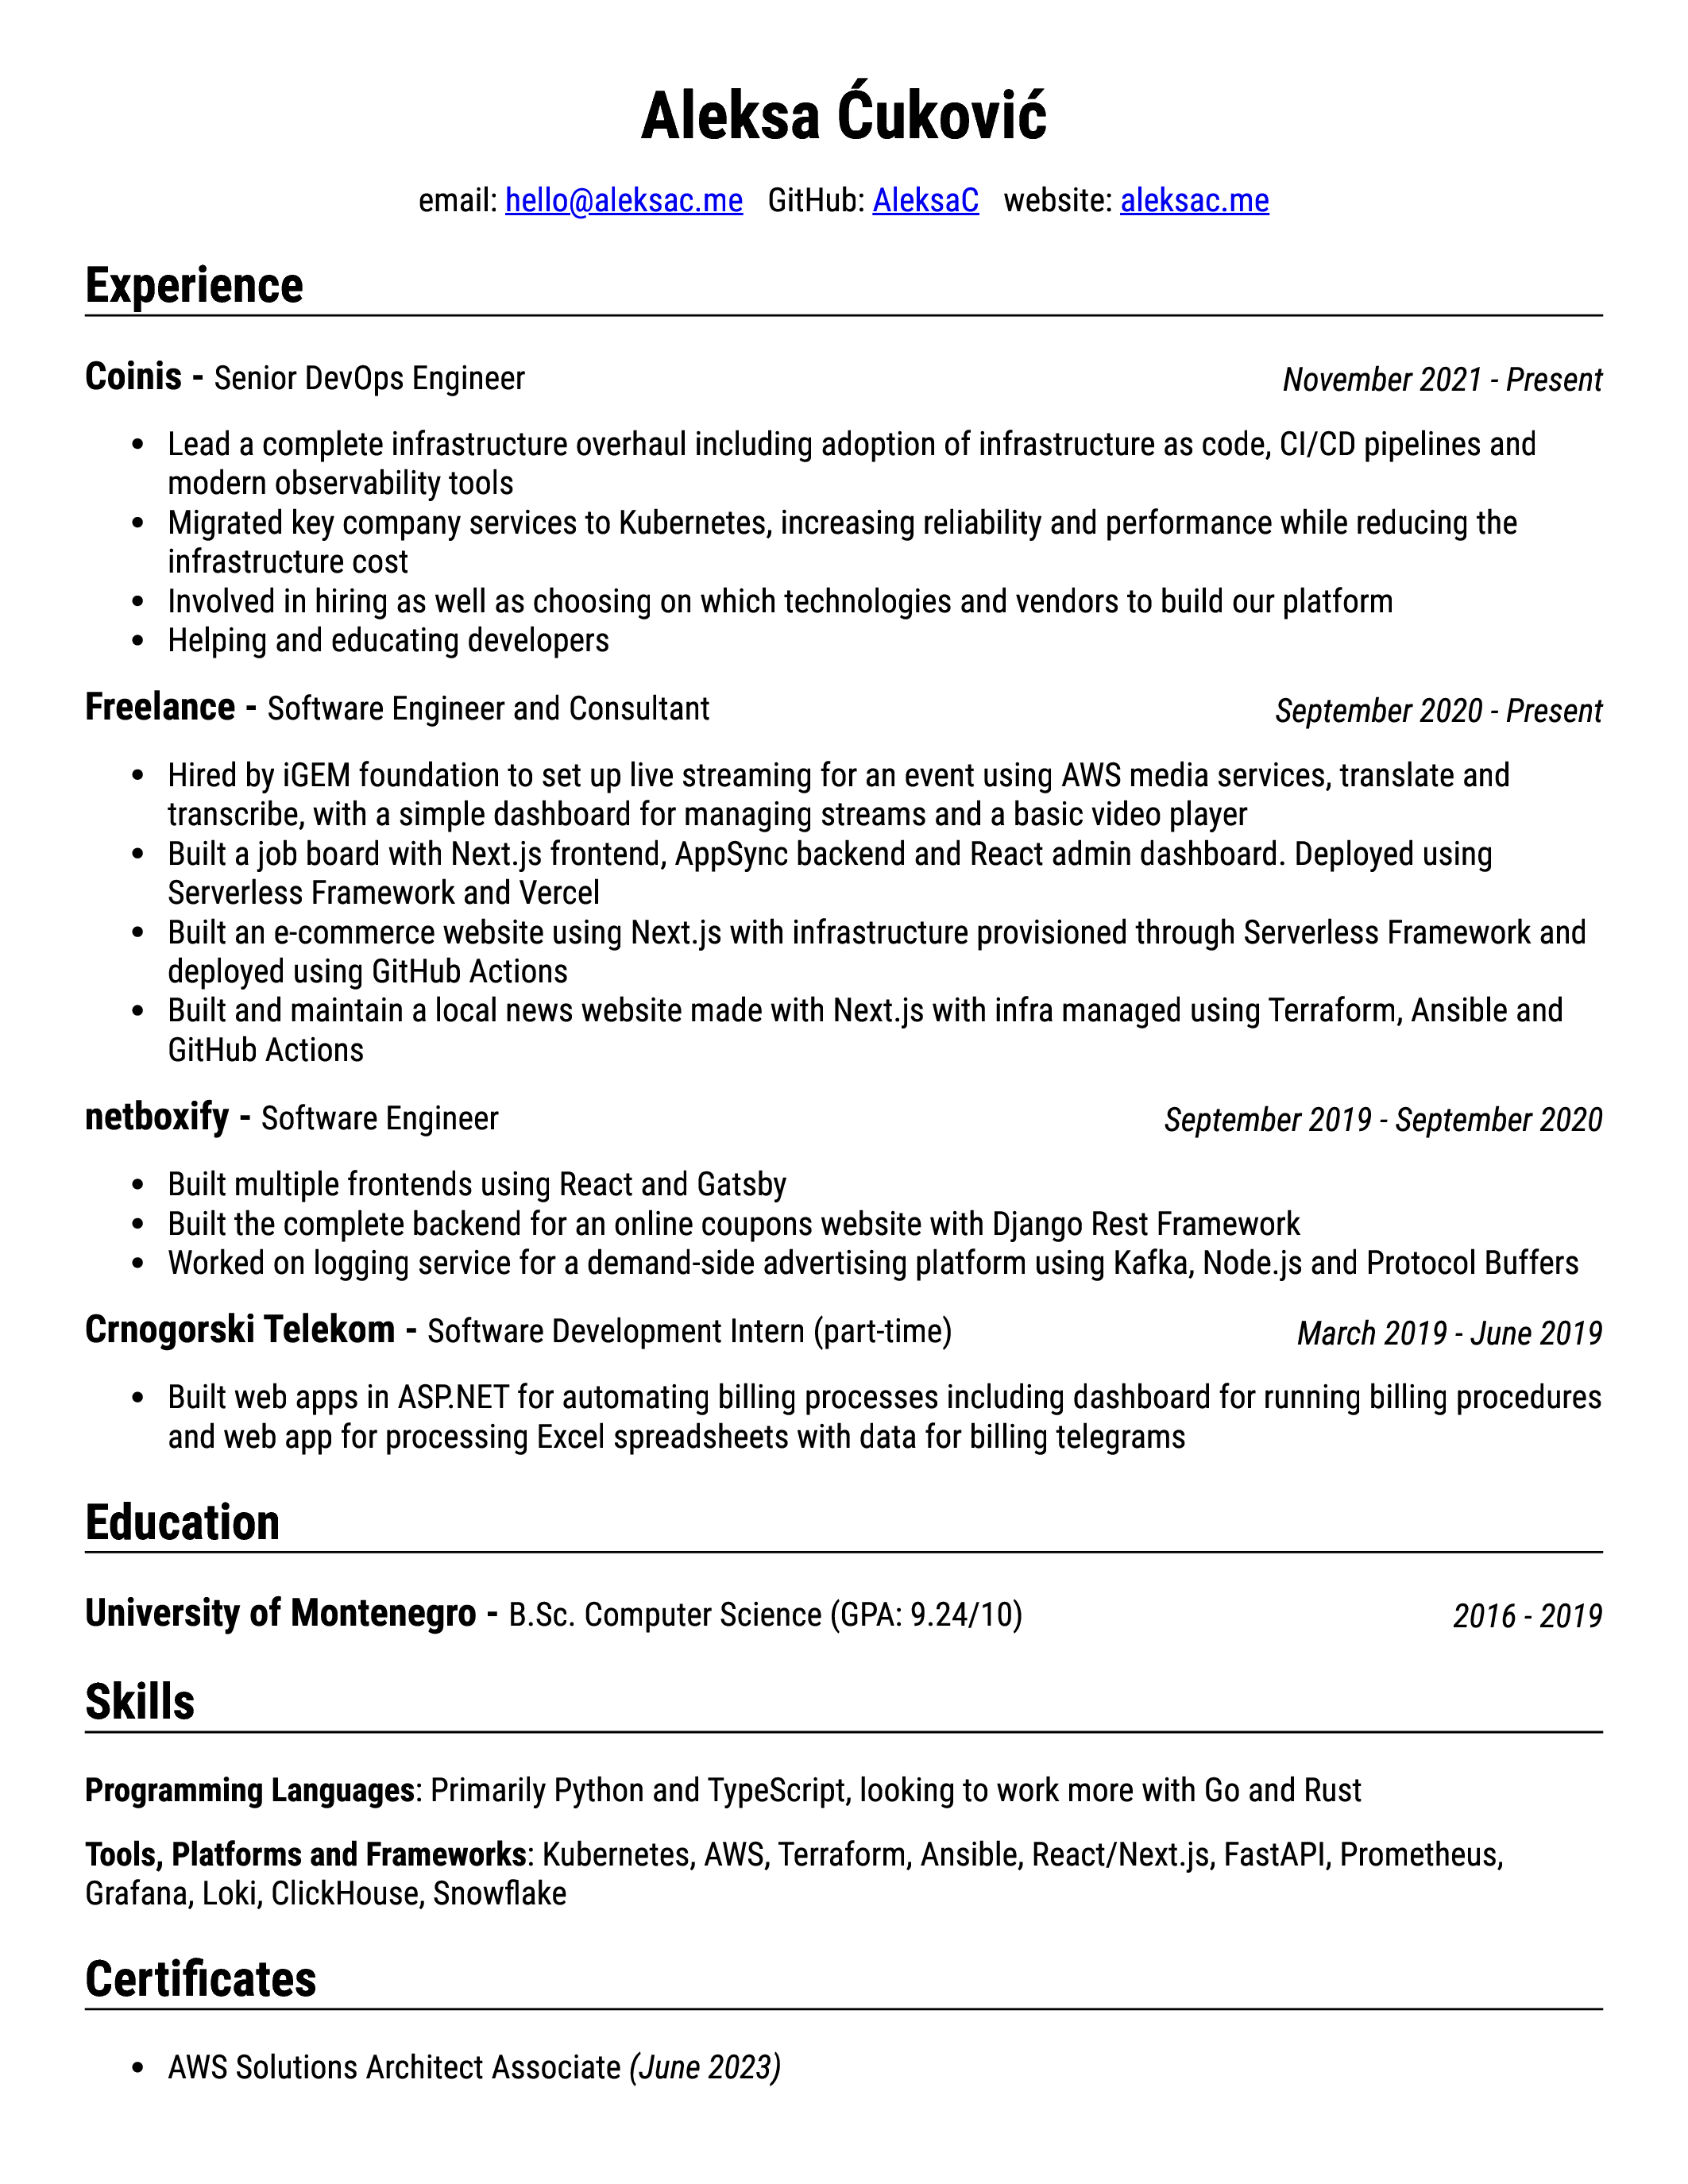 Aleksa Ćuković
email: hello@aleksac.me GitHub: AleksaC website: aleksac.me
Experience
Coinis - Senior DevOps Engineer November 2021 - Present
• Lead a complete infrastructure overhaul including adoption of infrastructure as code, CI/CD pipelines and
modern observability tools
• Migrated key company services to Kubernetes, increasing reliability and performance while reducing the
infrastructure cost
• Involved in hiring as well as choosing on which technologies and vendors to build our platform
• Helping and educating developers
Freelance - Software Engineer and Consultant September 2020 - Present
• Hired by iGEM foundation to set up live streaming for an event using AWS media services, translate and
transcribe, with a simple dashboard for managing streams and a basic video player
• Built a job board with Next.js frontend, AppSync backend and React admin dashboard. Deployed using
Serverless Framework and Vercel
• Built an e-commerce website using Next.js with infrastructure provisioned through Serverless Framework and
deployed using GitHub Actions
• Built and maintain a local news website made with Next.js with infra managed using Terraform, Ansible and
GitHub Actions
netboxify - Software Engineer September 2019 - September 2020
• Built multiple frontends using React and Gatsby
• Built the complete backend for an online coupons website with Django Rest Framework
• Worked on logging service for a demand-side advertising platform using Kafka, Node.js and Protocol Buffers
Crnogorski Telekom - Software Development Intern (part-time) March 2019 - June 2019
• Built web apps in ASP.NET for automating billing processes including dashboard for running billing procedures
and web app for processing Excel spreadsheets with data for billing telegrams
Education
University of Montenegro - B.Sc. Computer Science (GPA: 9.24/10) 2016 - 2019
Skills
Programming Languages: Primarily Python and TypeScript, looking to work more with Go and Rust
Tools, Platforms and Frameworks: Kubernetes, AWS, Terraform, Ansible, React/Next.js, FastAPI, Prometheus,
Grafana, Loki, ClickHouse, Snowflake
Certificates
• AWS Solutions Architect Associate (June 2023)